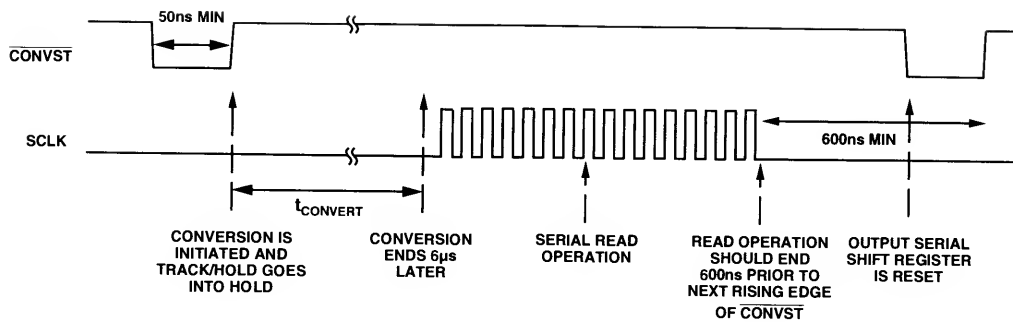 50ns MIN
CONVST
SCLK
600ns MIN
tCONVERT
CONVERSION IS
INITIATED AND
TRACK/HOLD GOES
INTO HOLD
CONVERSION
ENDS 6µs
LATER
SERIAL READ
OPERATION
READ OPERATION
SHOULD END
600ns PRIOR TO
NEXT RISING EDGE
OF CONVST
OUTPUT SERIAL
SHIFT REGISTER
IS RESET